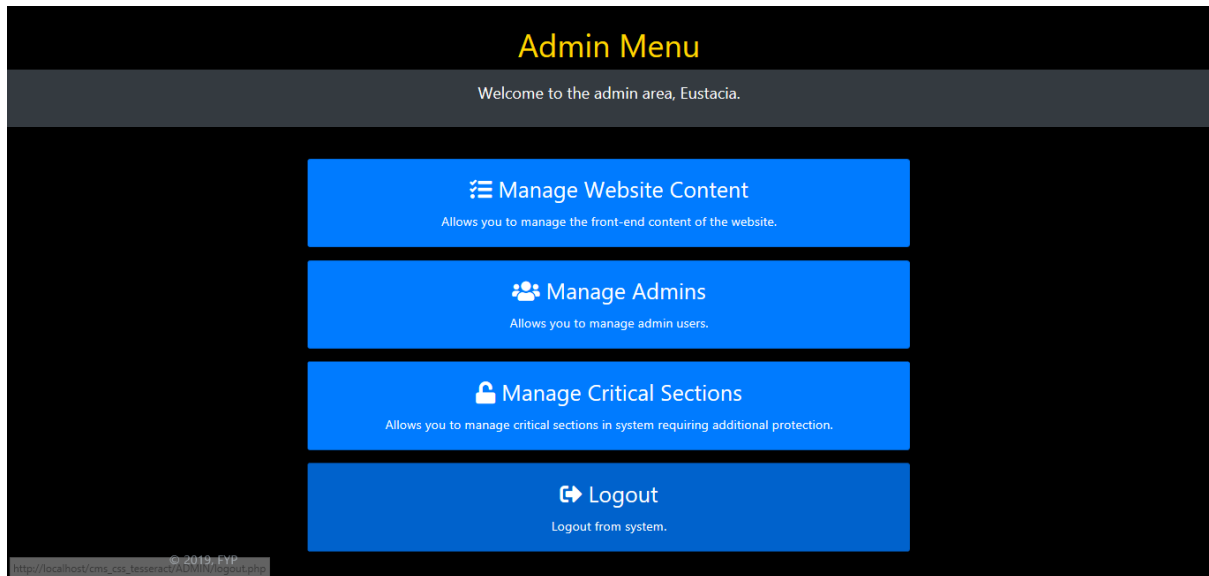 Admin Menu
Welcome to the admin area, Eustacia.
Manage Website Content
Allows you to manage the front-end content of the website.
Manage Admins
Allows you to manage admin users.
Manage Critical Sections
Allows you to manage critical sections in system requiring additional protection.
Logout
Logout from system.
© 2019, FYP
http://localhost/cms_css_tesseract/ADMIN/logout.php